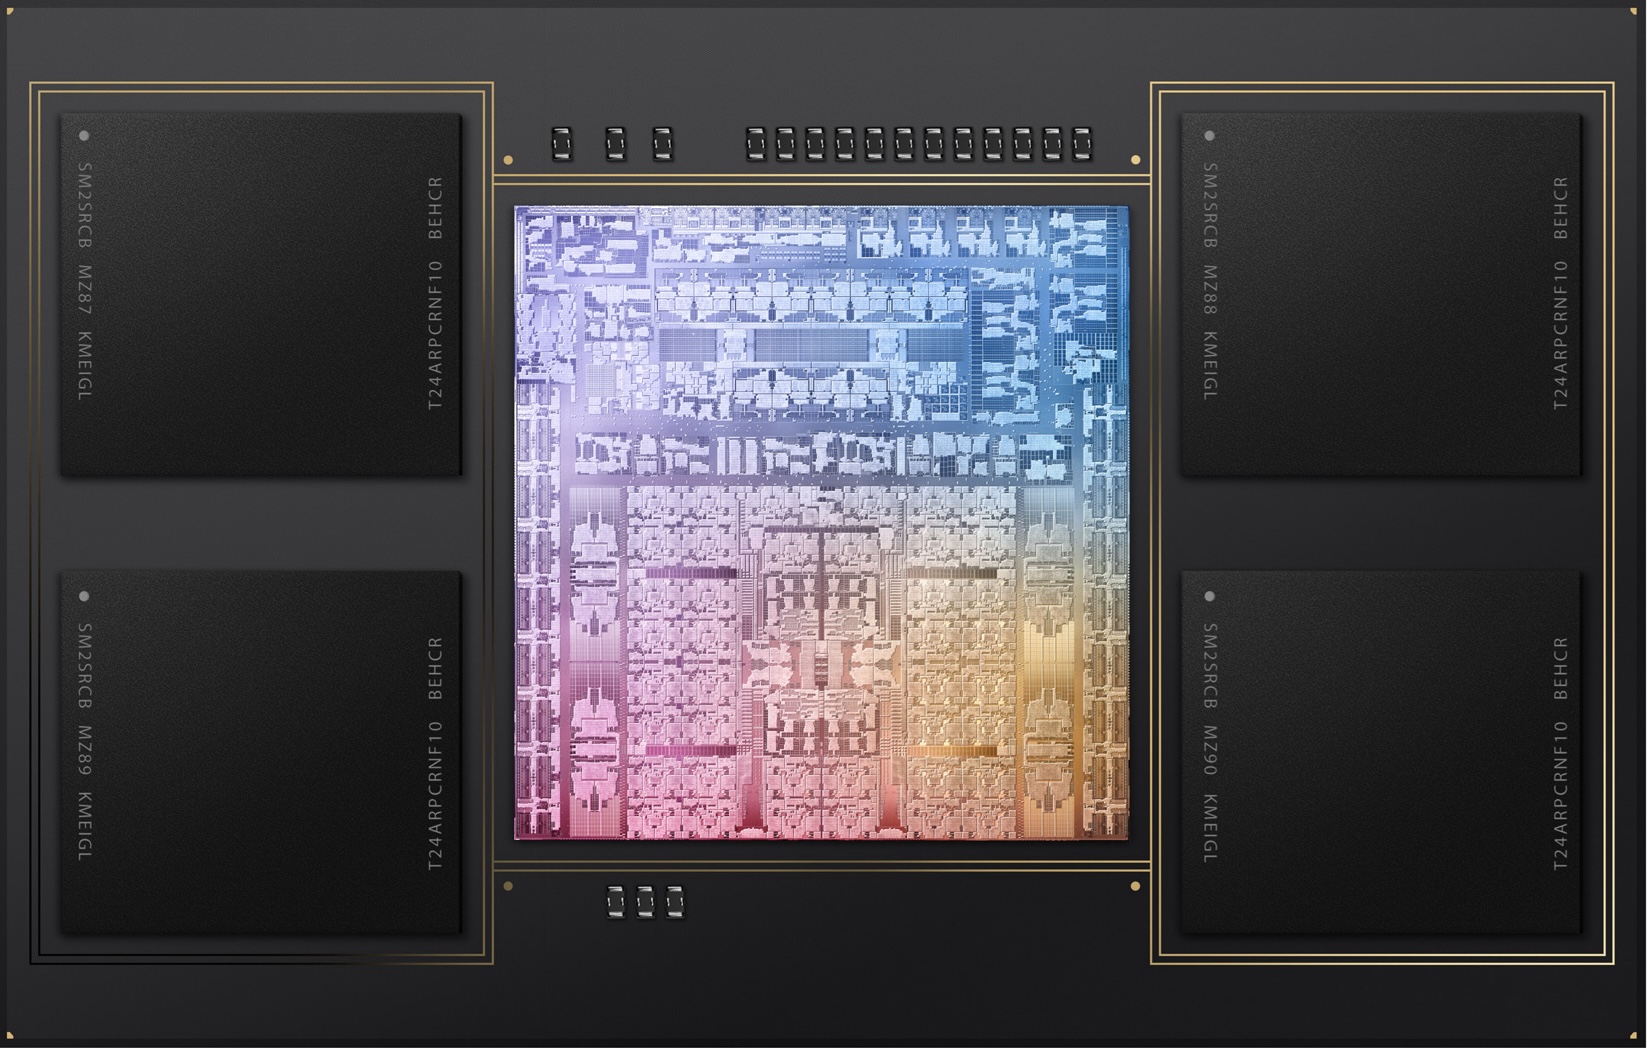 SM2SRCB MZ87 KMEIGL
T24ARPCRNF10 BEHCR
SM2SRCB MZ88 KMEIGL
T24ARPCRNF10 BEHCR
SM2SRCB MZ89 KMEIGL
T24ARPCRNF10 BEHCR
SM2SRCB MZ90 KMEIGL
T24ARPCRNF10 BEHCR